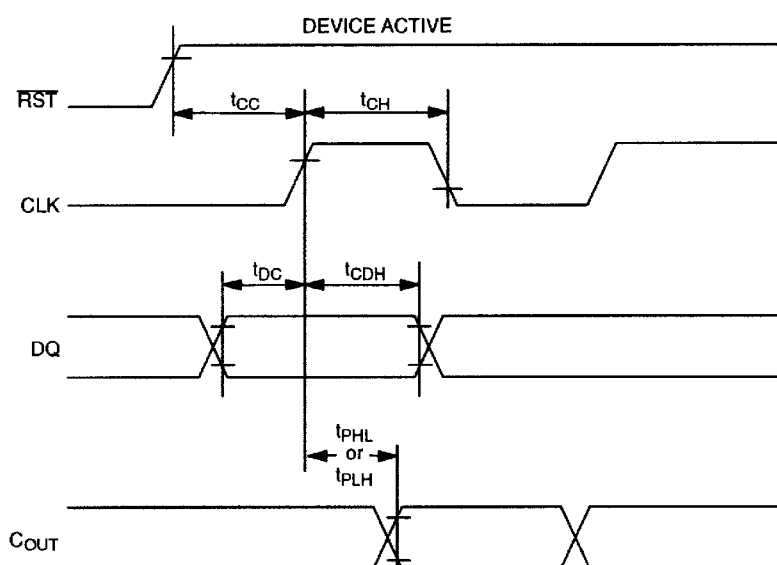 DEVICE ACTIVE
RST
tCC
tCH
CLK
tDC
tCDH
DQ
tPHL
or
tPLH
COUT